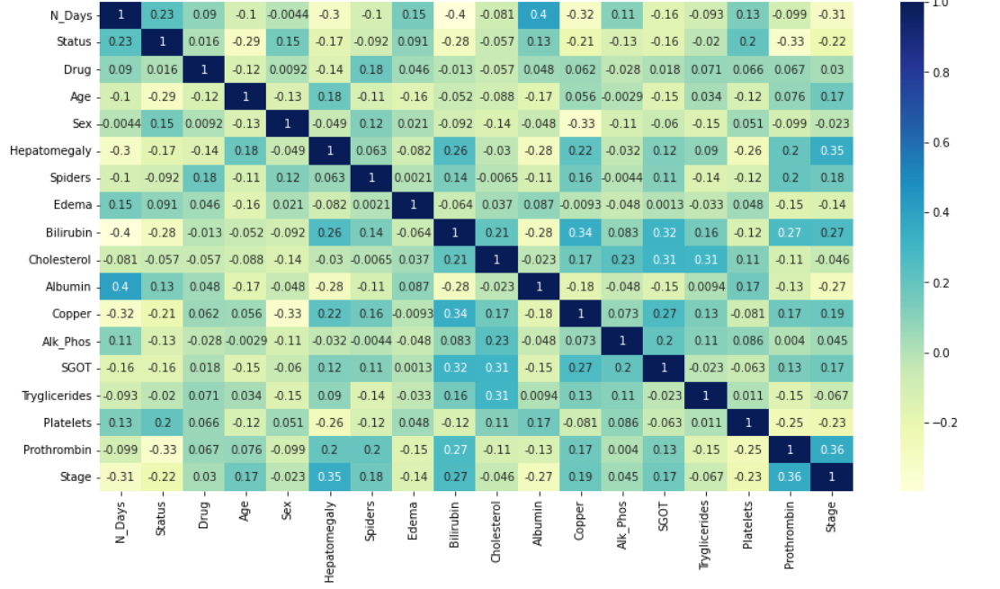 N_Days 1 0.23 0.09 -0.1 -0.0044 -0.3 -0.1 0.15 -0.4 -0.081 0.4 -0.32 0.11 -0.16 -0.093 0.13 -0.099 -0.31
Status 0.23 1 0.016 -0.29 0.15 -0.17 -0.092 0.091 -0.28 -0.057 0.13 -0.21 -0.13 -0.16 -0.02 0.2 -0.33 -0.22
Drug 0.09 0.016 1 -0.12 0.0092 -0.14 0.18 0.046 -0.013 -0.057 0.048 0.062 -0.028 0.018 0.071 0.066 0.067 0.03
Age -0.1 -0.29 -0.12 1 -0.13 0.18 -0.11 -0.16 -0.052 -0.088 -0.17 0.056 -0.0029 -0.15 0.034 -0.12 0.076 0.17
Sex -0.0044 0.15 0.0092 -0.13 1 -0.049 0.12 0.021 -0.092 -0.14 -0.048 -0.33 -0.11 -0.06 -0.15 0.051 -0.099 -0.023
Hepatomegaly -0.3 -0.17 -0.14 0.18 -0.049 1 0.063 -0.082 0.26 -0.03 -0.28 0.22 -0.032 0.12 0.09 -0.26 0.2 0.35
Spiders -0.1 -0.092 0.18 -0.11 0.12 0.063 1 0.0021 0.14 -0.0065 -0.11 0.16 -0.0044 0.11 -0.14 -0.12 0.2 0.18
Edema 0.15 0.091 0.046 -0.16 0.021 -0.082 0.0021 1 -0.064 0.037 0.087 -0.0093 -0.048 0.0013 -0.033 0.048 -0.15 -0.14
Bilirubin -0.4 -0.28 -0.013 -0.052 -0.092 0.26 0.14 -0.064 1 0.21 -0.28 0.34 0.083 0.32 0.16 -0.12 0.27 0.27
Cholesterol -0.081 -0.057 -0.057 -0.088 -0.14 -0.03 -0.0065 0.037 0.21 1 -0.023 0.17 0.23 0.31 0.31 0.11 -0.11 -0.046
Albumin 0.4 0.13 0.048 -0.17 -0.048 -0.28 -0.11 0.087 -0.28 -0.023 1 -0.18 -0.048 -0.15 0.0094 0.17 -0.13 -0.27
Copper -0.32 -0.21 0.062 0.056 -0.33 0.22 0.16 -0.0093 0.34 0.17 -0.18 1 0.073 0.27 0.13 -0.081 0.17 0.19
Alk_Phos 0.11 -0.13 -0.028 -0.0029 -0.11 -0.032 -0.0044 -0.048 0.083 0.23 -0.048 0.073 1 0.2 0.11 0.086 0.004 0.045
SGOT -0.16 -0.16 0.018 -0.15 -0.06 0.12 0.11 0.0013 0.32 0.31 -0.15 0.27 0.2 1 -0.023 -0.063 0.13 0.17
Tryglicerides -0.093 -0.02 0.071 0.034 -0.15 0.09 -0.14 -0.033 0.16 0.31 0.0094 0.13 0.11 -0.023 1 0.011 -0.15 -0.067
Platelets 0.13 0.2 0.066 -0.12 0.051 -0.26 -0.12 0.048 -0.12 0.11 0.17 -0.081 0.086 -0.063 0.011 1 -0.25 -0.23
Prothrombin -0.099 -0.33 0.067 0.076 -0.099 0.2 0.2 -0.15 0.27 -0.11 -0.13 0.17 0.004 0.13 -0.15 -0.25 1 0.36
Stage -0.31 -0.22 0.03 0.17 -0.023 0.35 0.18 -0.14 0.27 -0.046 -0.27 0.19 0.045 0.17 -0.067 -0.23 0.36 1
N_Days Status Drug Age Sex Hepatomegaly Spiders Edema Bilirubin Cholesterol Albumin Copper Alk_Phos SGOT Tryglicerides Platelets Prothrombin Stage
1.0
0.8
0.6
0.4
0.2
0.0
−0.2